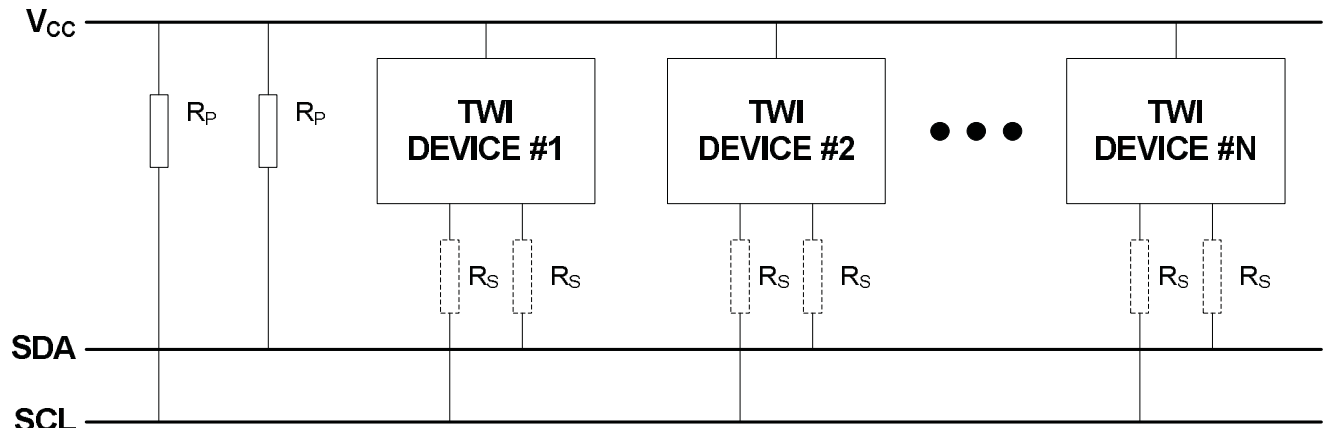 VCC
RP
RP
TWI
DEVICE #1
TWI
DEVICE #2
TWI
DEVICE #N
RS
RS
RS
RS
RS
RS
SDA
SCL